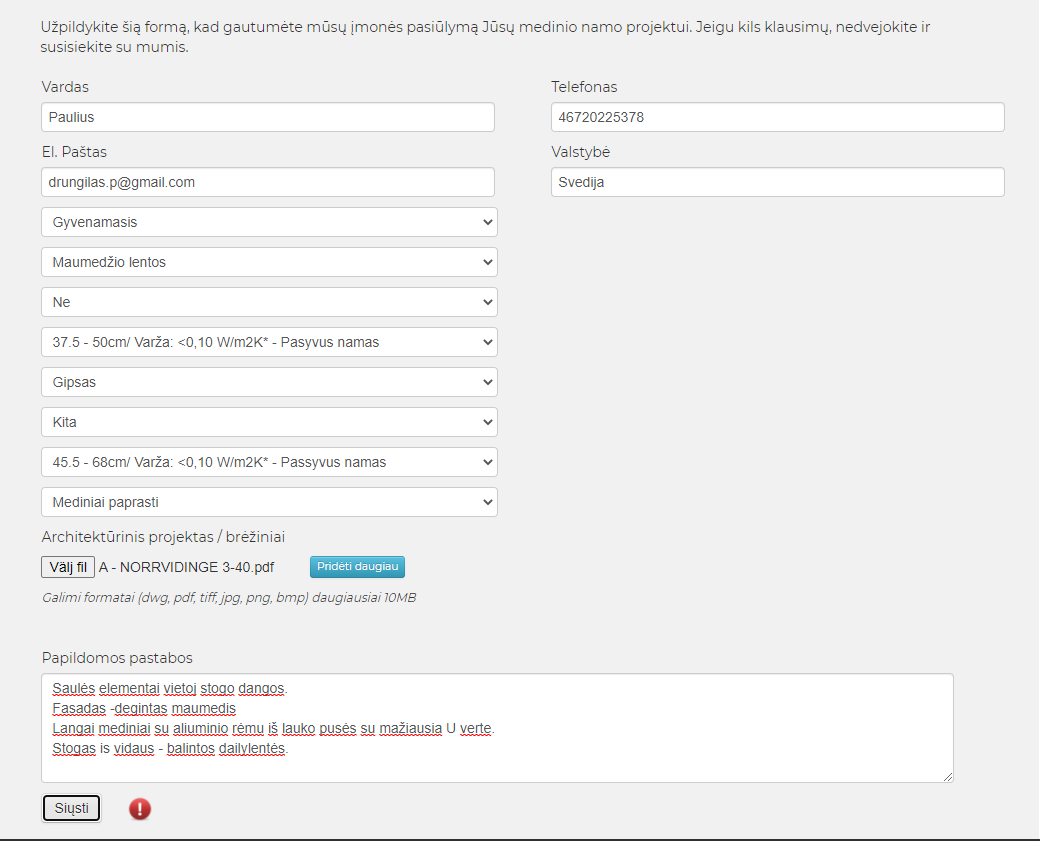 Užpildykite šią formą, kad gautumėte mūsų įmonės pasiūlymą Jūsų medinio namo projektui. Jeigu kils klausimų, nedvejokite ir
susisiekite su mumis.
Vardas
Telefonas
Paulius
46720225378
El. Paštas
Valstybė
drungilas.p@gmail.com
Svedija
Gyvenamasis
Maumedžio lentos
Ne
37.5 - 50cm/ Varža: <0,10 W/m2K* - Pasyvus namas
Gipsas
Kita
45.5 - 68cm/ Varža: <0,10 W/m2K* - Passyvus namas
Mediniai paprasti
Architektūrinis projektas / brėžiniai
Välj fil A - NORRVIDINGE 3-40.pdf
Pridėti daugiau
Galimi formatai (dwg, pdf, tiff, jpg, png, bmp) daugiausiai 10MB
Papildomos pastabos
Saulės elementai vietoj stogo dangos.
Fasadas -degintas maumedis
Langai mediniai su aliuminio rėmu iš lauko pusės su mažiausia U verte.
Stogas is vidaus - balintos dailylentės.
Siųsti